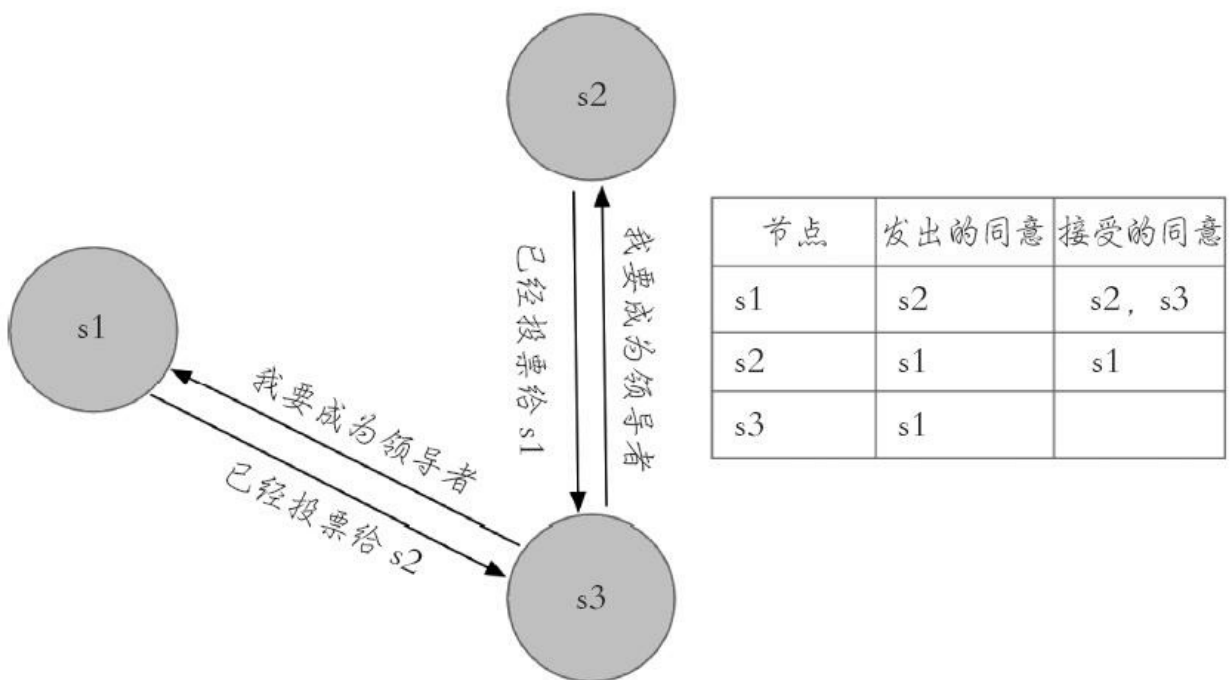 s2
s1
我要成为领导者
已经投票给 s2
已经投票给 s1
我要成为领导者
s3
节点 发出的同意 接受的同意
s1 s2 s2，s3
s2 s1 s1
s3 s1